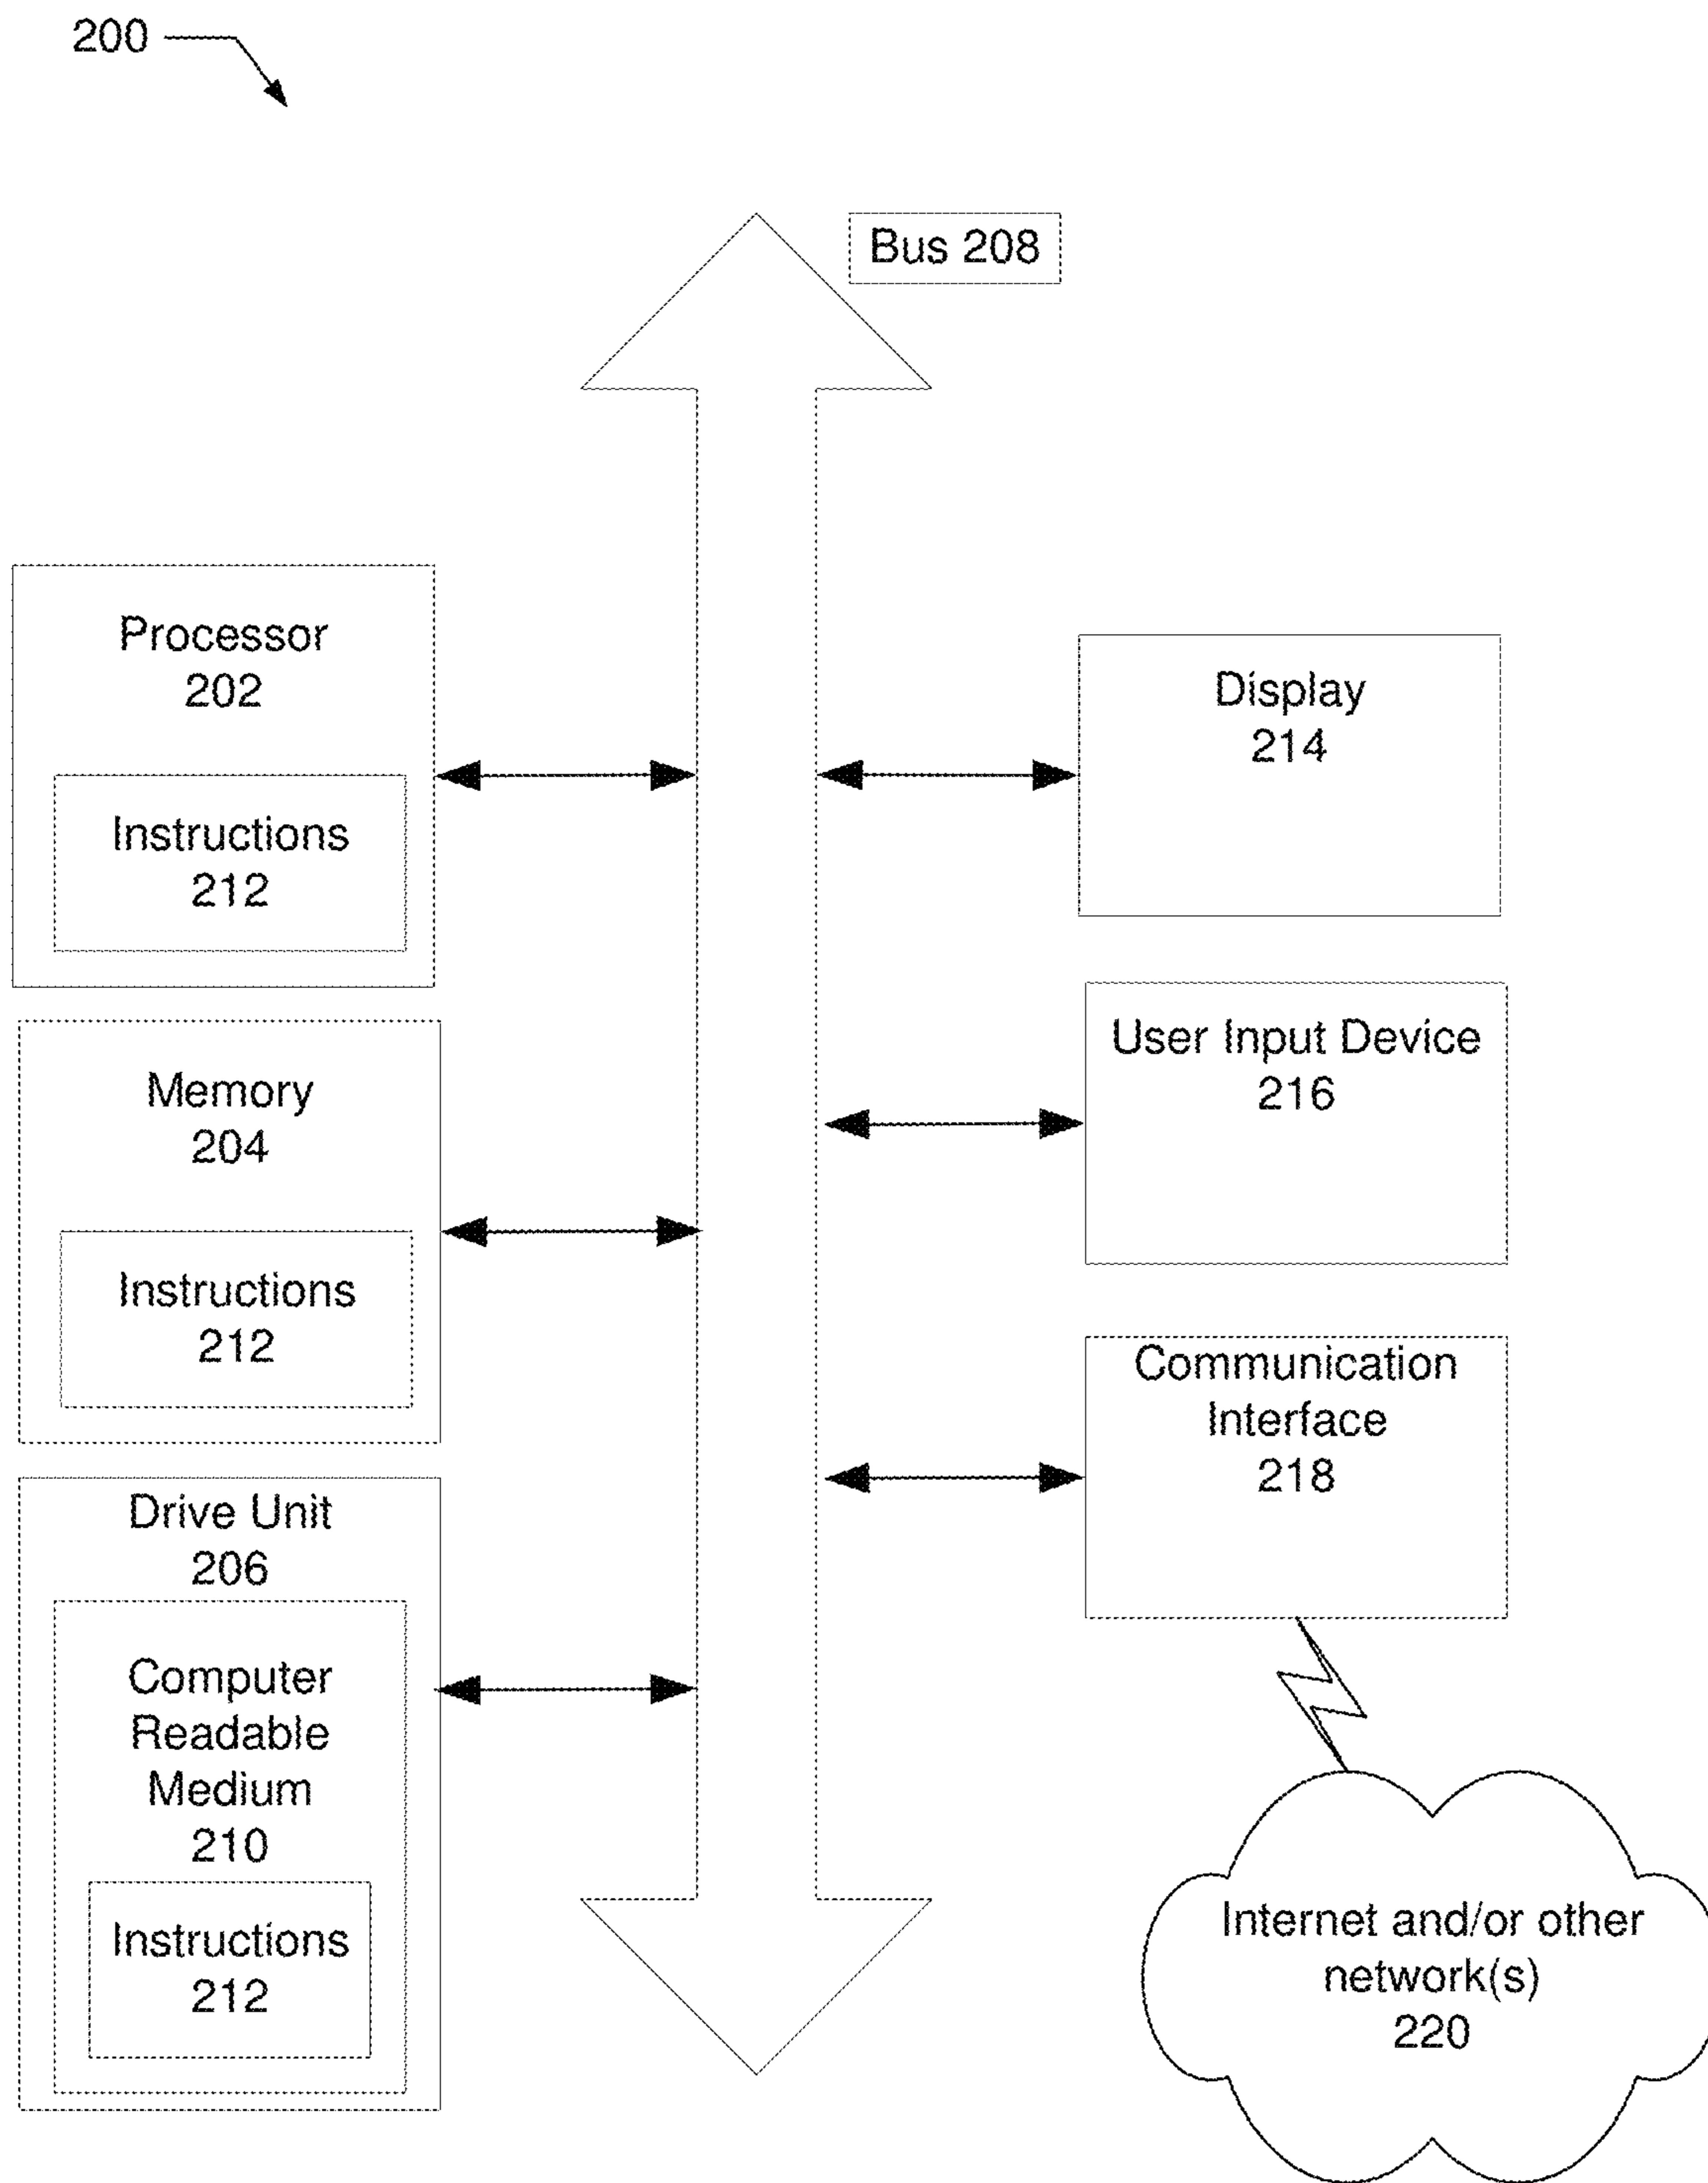 200
Bus 208
Processor
202
Instructions
212
Memory
204
Instructions
212
Drive Unit
206
Computer
Readable
Medium
210
Instructions
212
Display
214
User Input Device
216
Communication
Interface
218
Internet and/or other
network(s)
220